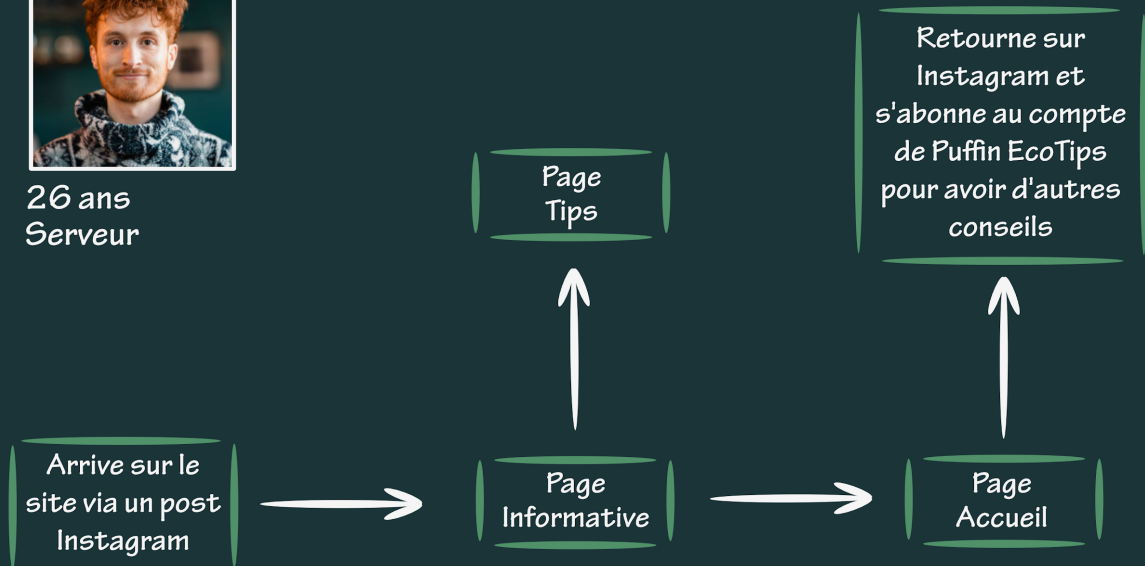 26 ans
Serveur
Page
Tips
Retourne sur
Instagram et
s'abonne au compte
de Puffin EcoTips
pour avoir d'autres
conseils
Arrive sur le
site via un post
Instagram
Page
Informative
Page
Accueil